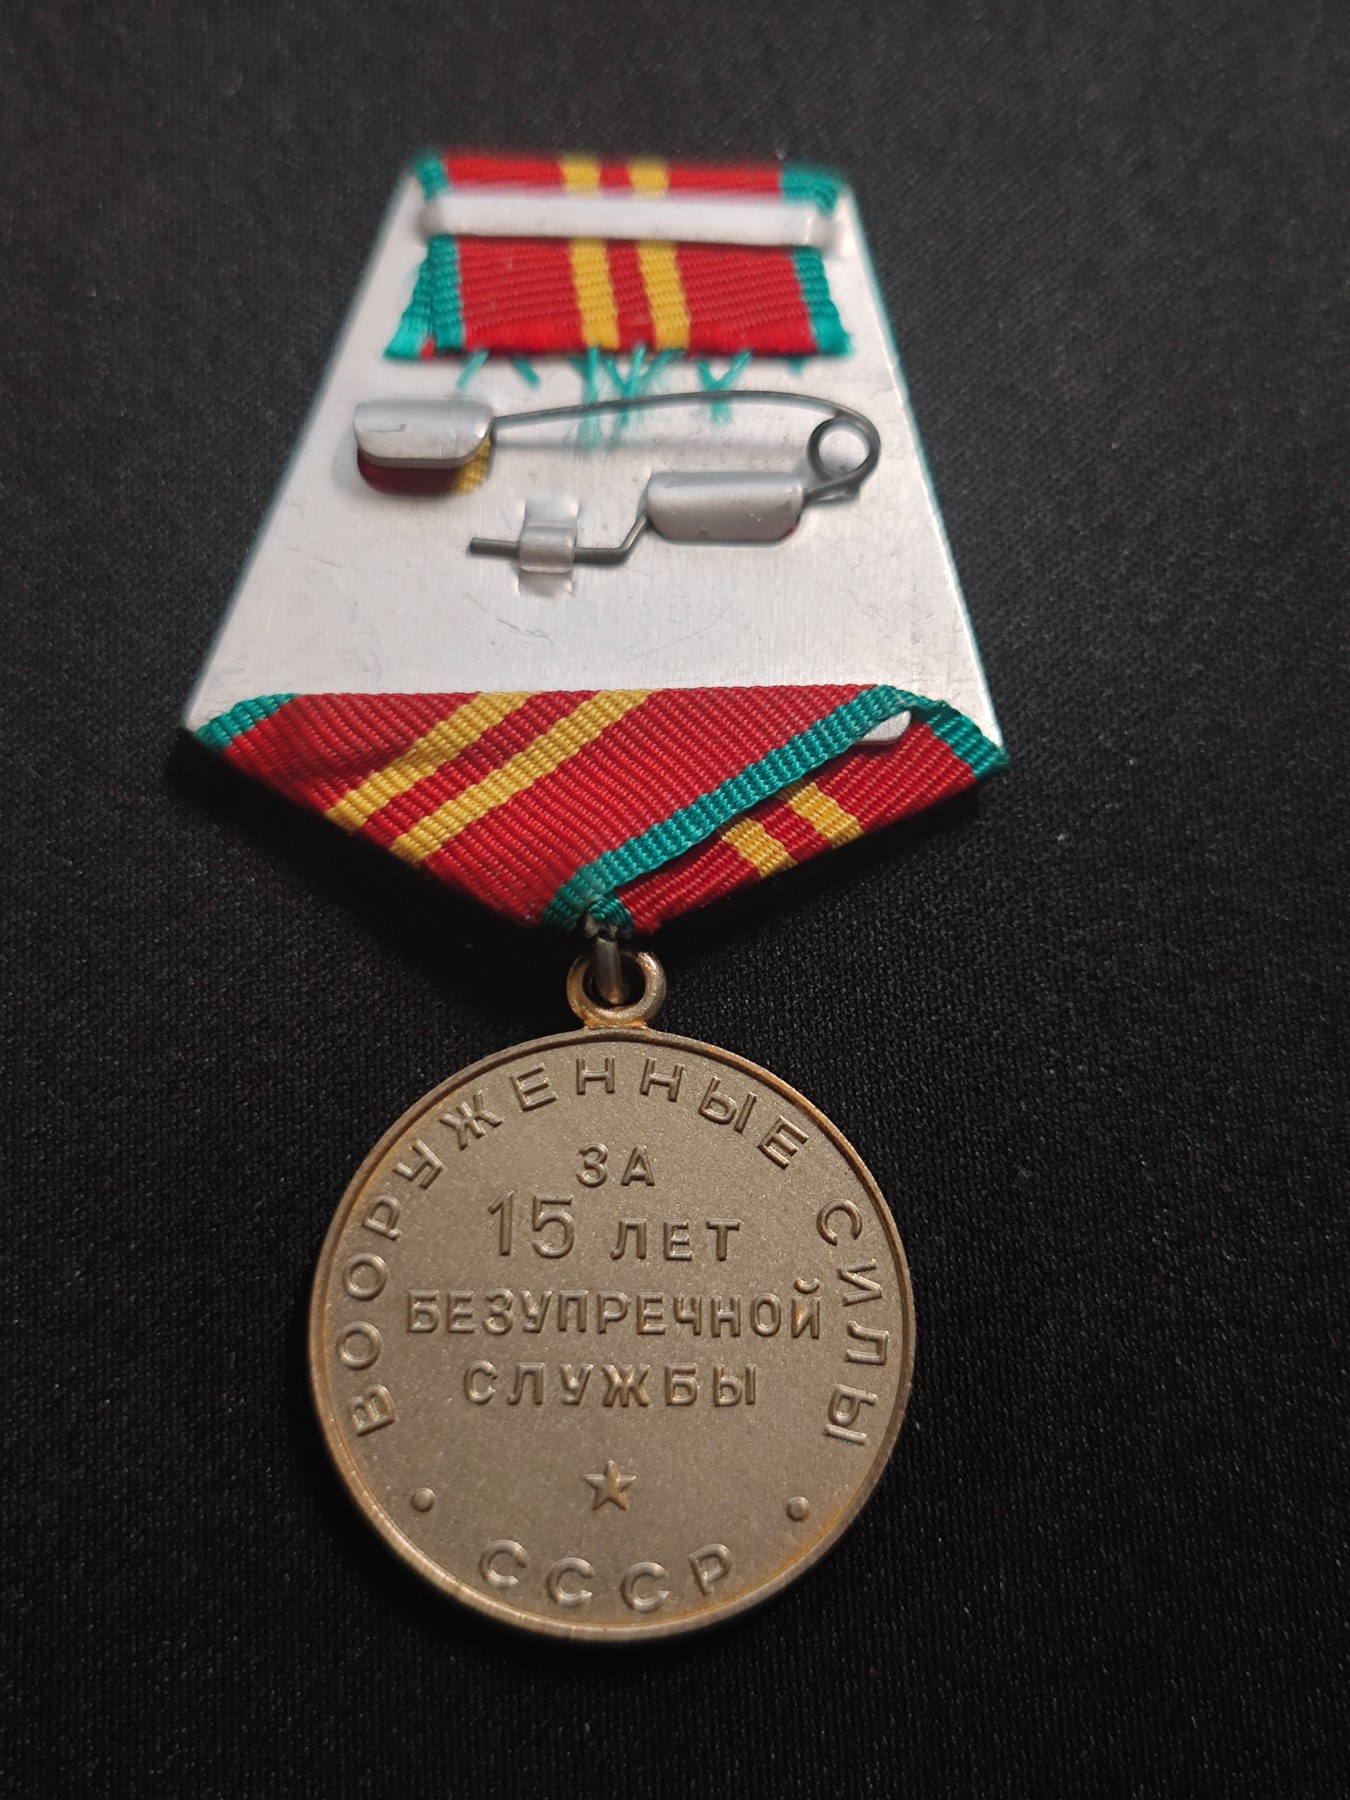 ВООРУЖЕННЫЕ СИЛЫ
ЗА
15 ЛЕТ
БЕЗУПРЕЧНОЙ
СЛУЖБЫ
СССР